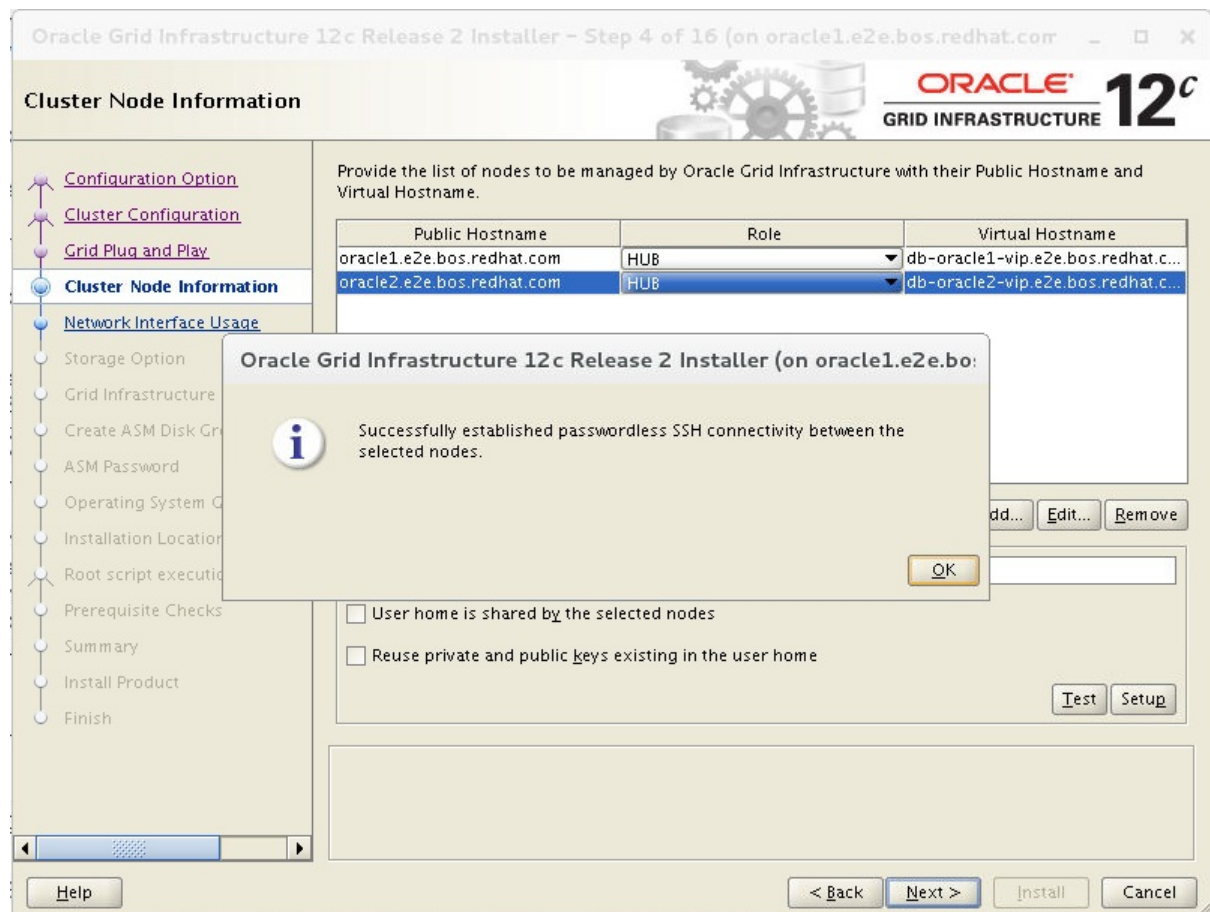 Oracle Grid Infrastructure 12c Release 2 Installer – Step 4 of 16 (on oracle1.e2e.bos.redhat.com
Cluster Node Information
ORACLE
GRID INFRASTRUCTURE 12c
Configuration Option
Cluster Configuration
Grid Plug and Play
Cluster Node Information
Network Interface Usage
Storage Option
Grid Infrastructure
Create ASM Disk Gr
ASM Password
Operating System G
Installation Location
Root script executio
Prerequisite Checks
Summary
Install Product
Finish
Provide the list of nodes to be managed by Oracle Grid Infrastructure with their Public Hostname and
Virtual Hostname.
Public Hostname Role Virtual Hostname
oracle1.e2e.bos.redhat.com HUB db-oracle1-vip.e2e.bos.redhat.c...
oracle2.e2e.bos.redhat.com HUB db-oracle2-vip.e2e.bos.redhat.c...
Oracle Grid Infrastructure 12c Release 2 Installer (on oracle1.e2e.bos
Successfully established passwordless SSH connectivity between the
selected nodes.
OK
dd... Edit... Remove
User home is shared by the selected nodes
Reuse private and public keys existing in the user home
Test Setup
Help < Back Next > Install Cancel